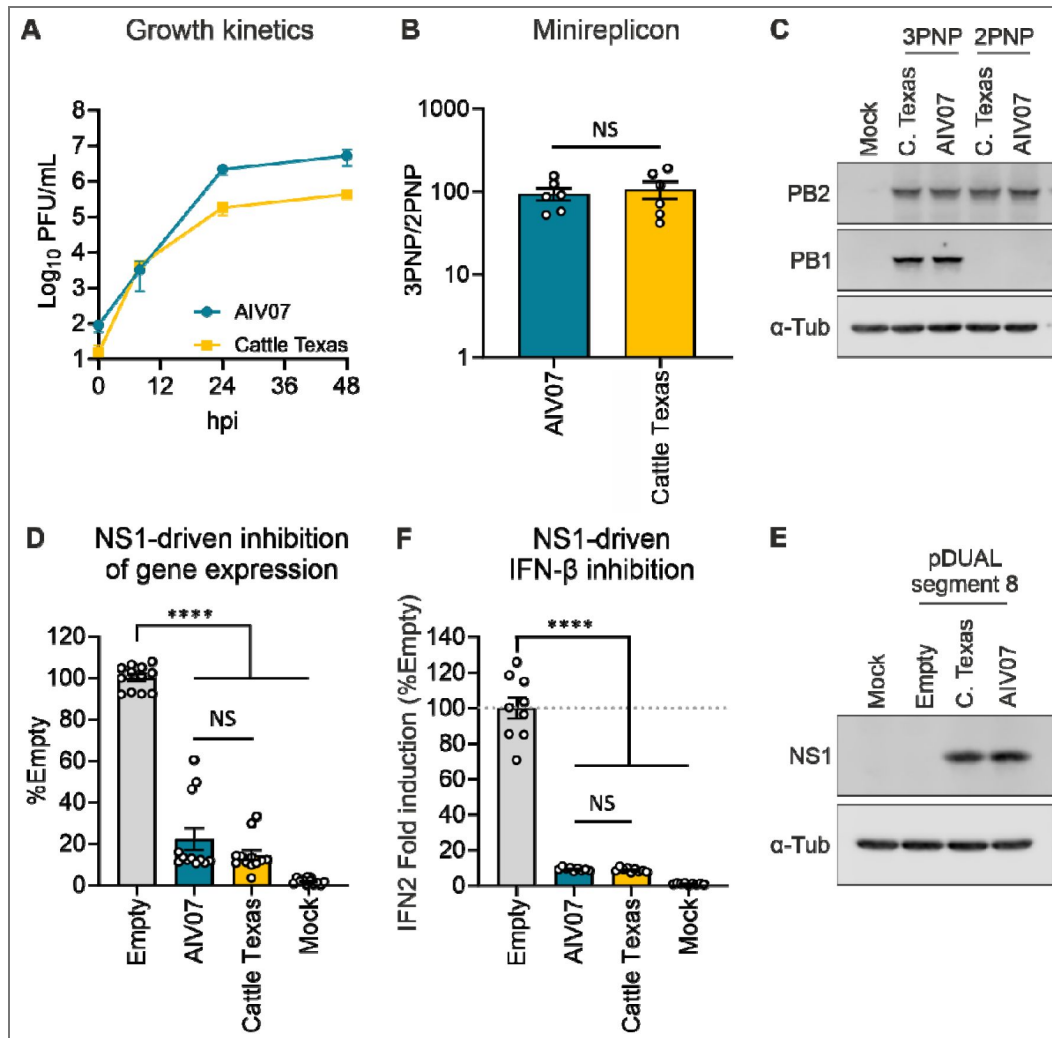 A Growth kinetics
Log10 PFU/mL
8
7
6
5
4
3
2
1
0 12 24 36 48
hpi
AIV07
Cattle Texas
B Minireplicon
3PNP/2PNP
1000
100
10
1
NS
AIV07
Cattle Texas
C
3PNP 2PNP
Mock
C. Texas
AIV07
C. Texas
AIV07
PB2
PB1
α-Tub
D NS1-driven inhibition
of gene expression
%Empty
120
100
80
60
40
20
0
****
NS
Empty
AIV07
Cattle Texas
Mock
F NS1-driven
IFN-β inhibition
IFN2 Fold induction (%Empty)
140
120
100
80
60
40
20
0
****
NS
Empty
AIV07
Cattle Texas
Mock
E
pDUAL
segment 8
Mock
Empty
C. Texas
AIV07
NS1
α-Tub